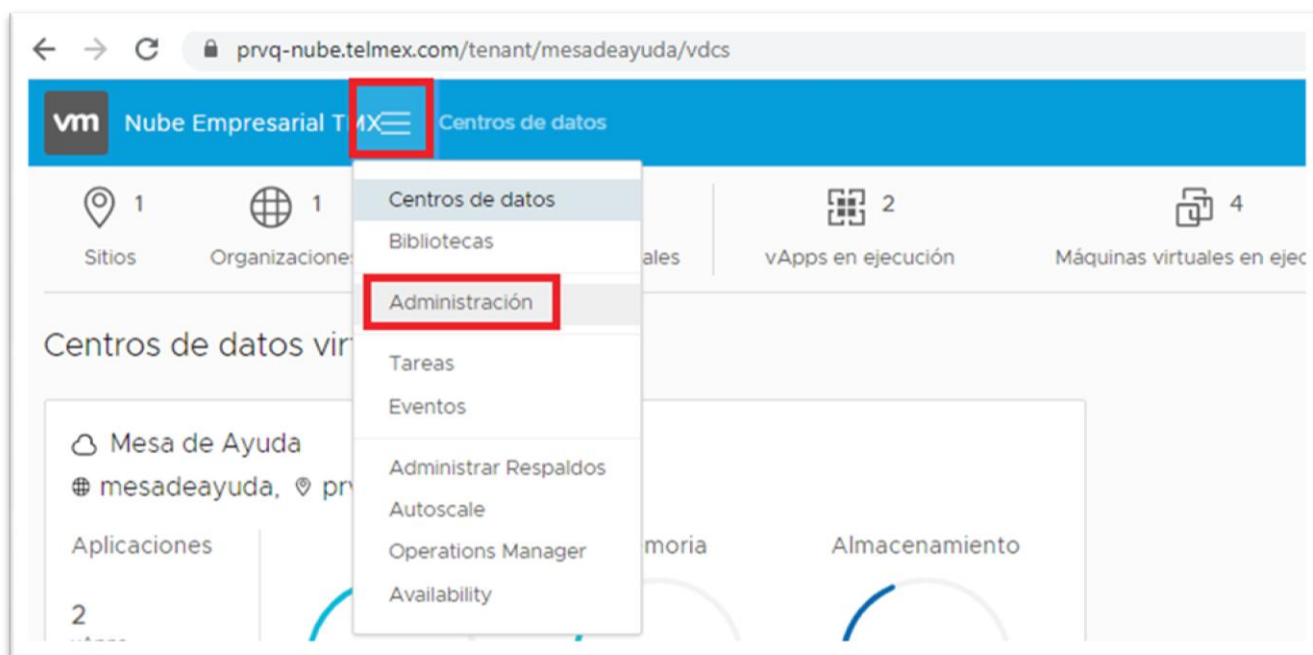 prvq-nube.telmex.com/tenant/mesadeayuda/vdcs
vm Nube Empresarial TMX Centros de datos
1 1 2 4
Sitios Organizaciones ales vApps en ejecución Máquinas virtuales en ejec
Centros de datos
Bibliotecas
Administración
Tareas
Eventos
Administrar Respaldos
Autoscale
Operations Manager
Availability
Centros de datos vir
Mesa de Ayuda
mesadeayuda, prv
Aplicaciones moria Almacenamiento
2